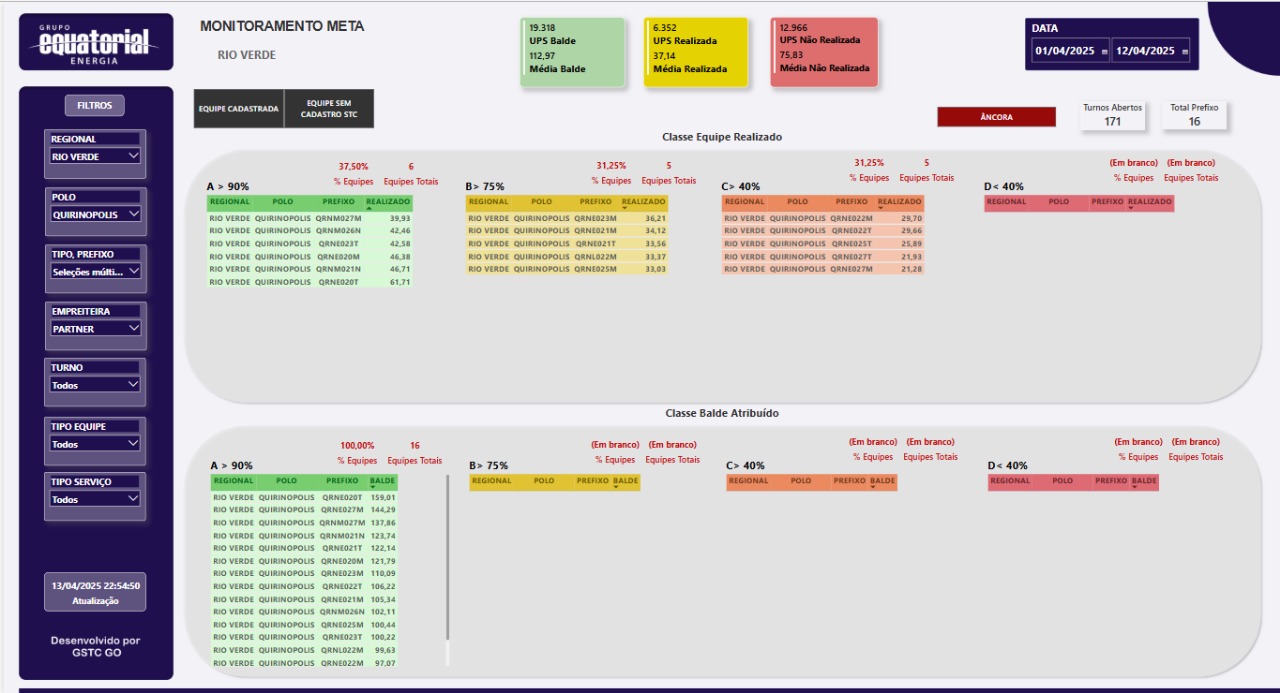 GRUPO
equatorial
ENERGIA
MONITORAMENTO META
RIO VERDE
19.318
UPS Balde
112,97
Média Balde
6.352
UPS Realizada
37,14
Média Realizada
12.966
UPS Não Realizada
75,83
Média Não Realizada
DATA
01/04/2025 12/04/2025
FILTROS
REGIONAL
RIO VERDE
POLO
QUIRINOPOLIS
TIPO, PREFIXO
Seleções múlti...
EMPREITEIRA
PARTNER
TURNO
Todos
TIPO EQUIPE
Todos
TIPO SERVIÇO
Todos
13/04/2025 22:54:50
Atualização
Desenvolvido por
GSTC GO
EQUIPE CADASTRADA
EQUIPE SEM
CADASTRO STC
ÂNCORA
Turnos Abertos
171
Total Prefixo
16
Classe Equipe Realizado
37,50% 6
% Equipes Equipes Totais
A > 90%
REGIONAL POLO PREFIXO REALIZADO
RIO VERDE QUIRINOPOLIS QRNM027M 39,93
RIO VERDE QUIRINOPOLIS QRNM026N 42,46
RIO VERDE QUIRINOPOLIS QRNE023T 42,58
RIO VERDE QUIRINOPOLIS QRNE020M 46,38
RIO VERDE QUIRINOPOLIS QRNM021N 46,71
RIO VERDE QUIRINOPOLIS QRNE020T 61,71
31,25% 5
% Equipes Equipes Totais
B> 75%
REGIONAL POLO PREFIXO REALIZADO
RIO VERDE QUIRINOPOLIS QRNE023M 36,21
RIO VERDE QUIRINOPOLIS QRNE021M 34,12
RIO VERDE QUIRINOPOLIS QRNE021T 33,56
RIO VERDE QUIRINOPOLIS QRNL022M 33,37
RIO VERDE QUIRINOPOLIS QRNE025M 33,03
31,25% 5
% Equipes Equipes Totais
C> 40%
REGIONAL POLO PREFIXO REALIZADO
RIO VERDE QUIRINOPOLIS QRNE022M 29,70
RIO VERDE QUIRINOPOLIS QRNE022T 29,66
RIO VERDE QUIRINOPOLIS QRNE025T 25,89
RIO VERDE QUIRINOPOLIS QRNE027T 21,93
RIO VERDE QUIRINOPOLIS QRNE027M 21,28
(Em branco) (Em branco)
% Equipes Equipes Totais
D< 40%
REGIONAL POLO PREFIXO REALIZADO
Classe Balde Atribuído
100,00% 16
% Equipes Equipes Totais
A > 90%
REGIONAL POLO PREFIXO BALDE
RIO VERDE QUIRINOPOLIS QRNE020T 159,01
RIO VERDE QUIRINOPOLIS QRNE027M 144,29
RIO VERDE QUIRINOPOLIS QRNM027M 137,86
RIO VERDE QUIRINOPOLIS QRNM021N 123,74
RIO VERDE QUIRINOPOLIS QRNE021T 122,14
RIO VERDE QUIRINOPOLIS QRNE020M 121,79
RIO VERDE QUIRINOPOLIS QRNE023M 110,09
RIO VERDE QUIRINOPOLIS QRNE022T 106,22
RIO VERDE QUIRINOPOLIS QRNE021M 105,34
RIO VERDE QUIRINOPOLIS QRNM026N 102,11
RIO VERDE QUIRINOPOLIS QRNE025M 100,44
RIO VERDE QUIRINOPOLIS QRNE023T 100,22
RIO VERDE QUIRINOPOLIS QRNL022M 99,63
RIO VERDE QUIRINOPOLIS QRNE022M 97,07
(Em branco) (Em branco)
% Equipes Equipes Totais
B> 75%
REGIONAL POLO PREFIXO BALDE
(Em branco) (Em branco)
% Equipes Equipes Totais
C> 40%
REGIONAL POLO PREFIXO BALDE
(Em branco) (Em branco)
% Equipes Equipes Totais
D< 40%
REGIONAL POLO PREFIXO BALDE